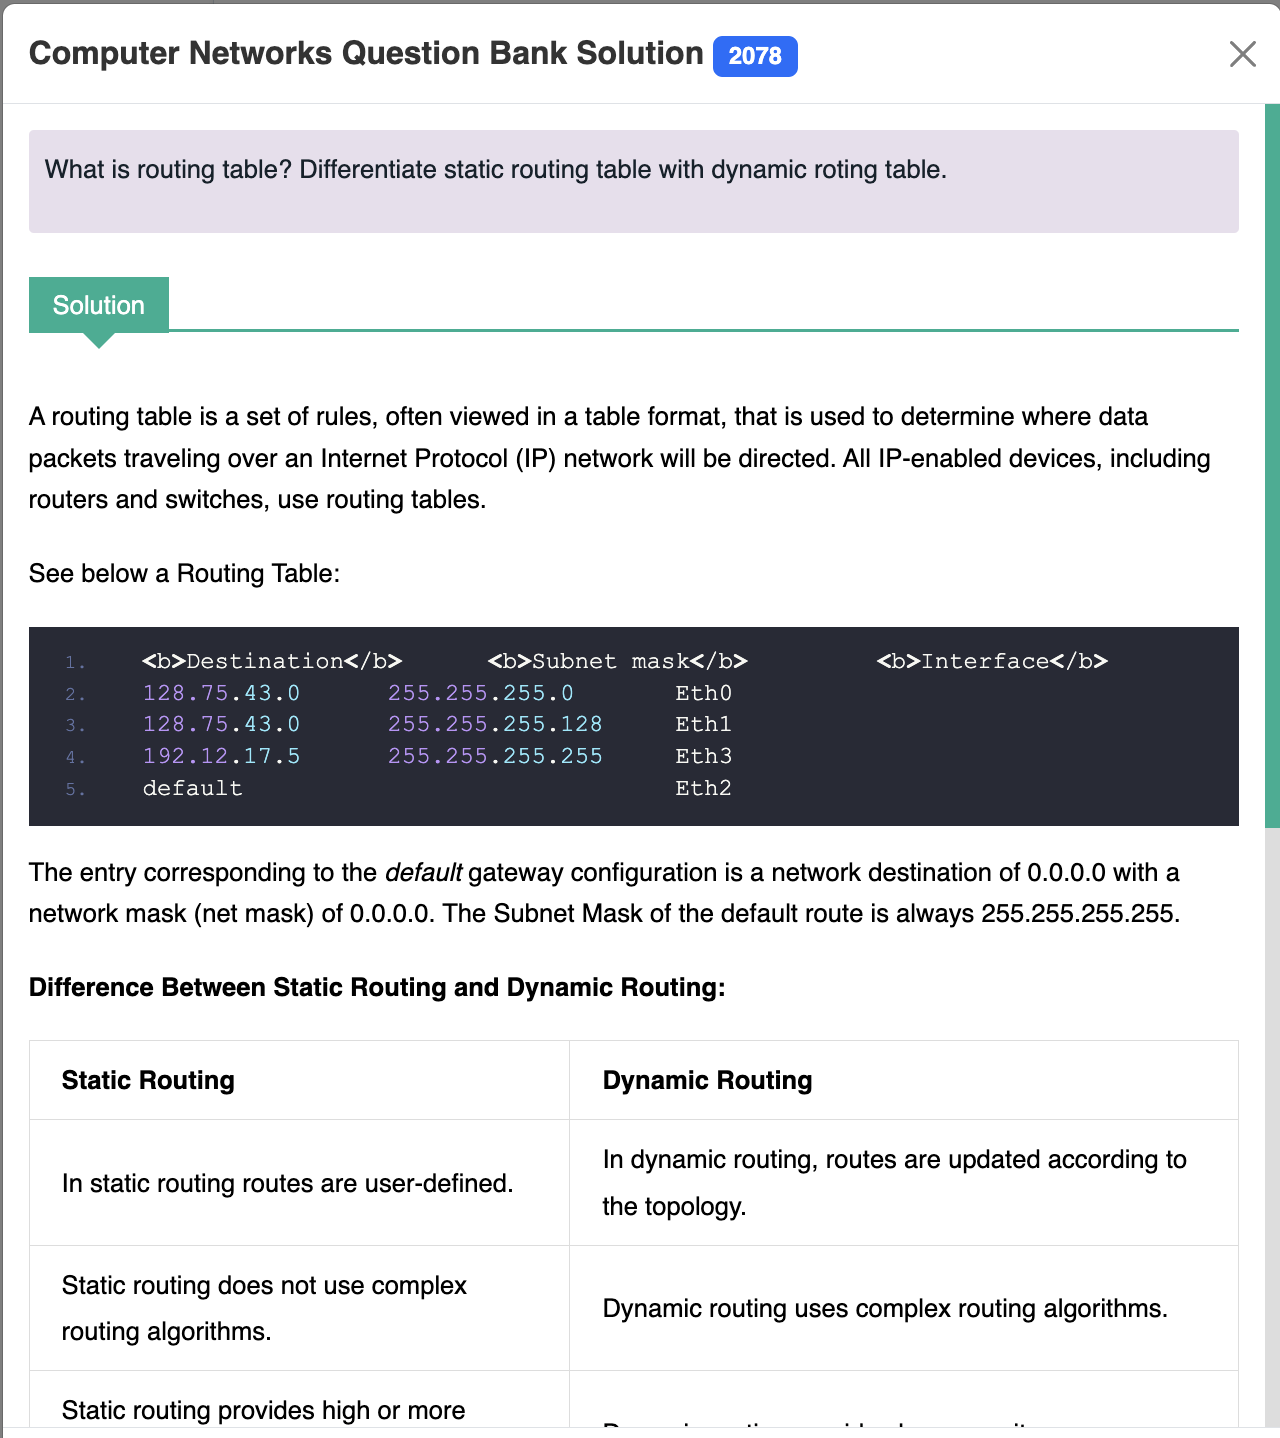 Computer Networks Question Bank Solution 2078
What is routing table? Differentiate static routing table with dynamic roting table.
Solution
A routing table is a set of rules, often viewed in a table format, that is used to determine where data
packets traveling over an Internet Protocol (IP) network will be directed. All IP-enabled devices, including
routers and switches, use routing tables.
See below a Routing Table:
1. <b>Destination</b> <b>Subnet mask</b> <b>Interface</b>
2. 128.75.43.0 255.255.255.0 Eth0
3. 128.75.43.0 255.255.255.128 Eth1
4. 192.12.17.5 255.255.255.255 Eth3
5. default Eth2
The entry corresponding to the default gateway configuration is a network destination of 0.0.0.0 with a
network mask (net mask) of 0.0.0.0. The Subnet Mask of the default route is always 255.255.255.255.
Difference Between Static Routing and Dynamic Routing:
Static Routing Dynamic Routing
In static routing routes are user-defined.
In dynamic routing, routes are updated according to
the topology.
Static routing does not use complex
routing algorithms.
Dynamic routing uses complex routing algorithms.
Static routing provides high or more